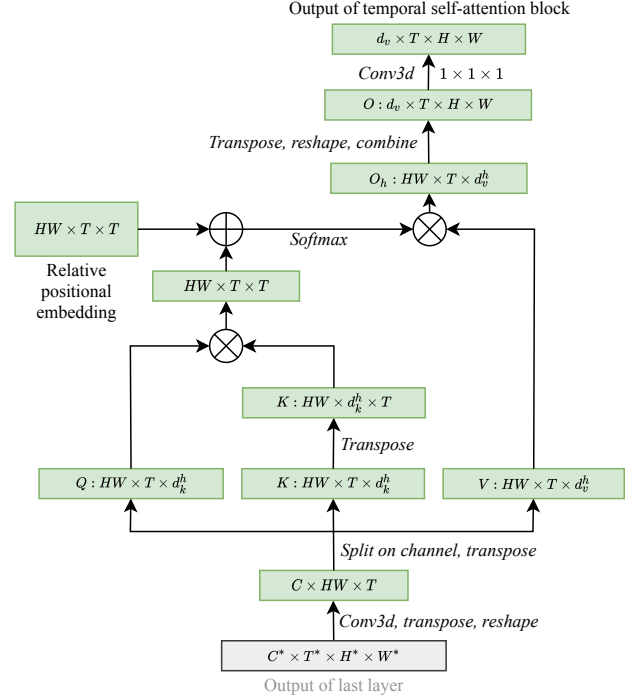 Output of temporal self-attention block
d_v × T × H × W
Conv3d 1 × 1 × 1
O : d_v × T × H × W
Transpose, reshape, combine
O_h : HW × T × d_v^h
HW × T × T
Softmax
Relative
positional
embedding
HW × T × T
K : HW × d_k^h × T
Transpose
Q : HW × T × d_k^h
K : HW × T × d_k^h
V : HW × T × d_v^h
Split on channel, transpose
C × HW × T
Conv3d, transpose, reshape
C* × T* × H* × W*
Output of last layer